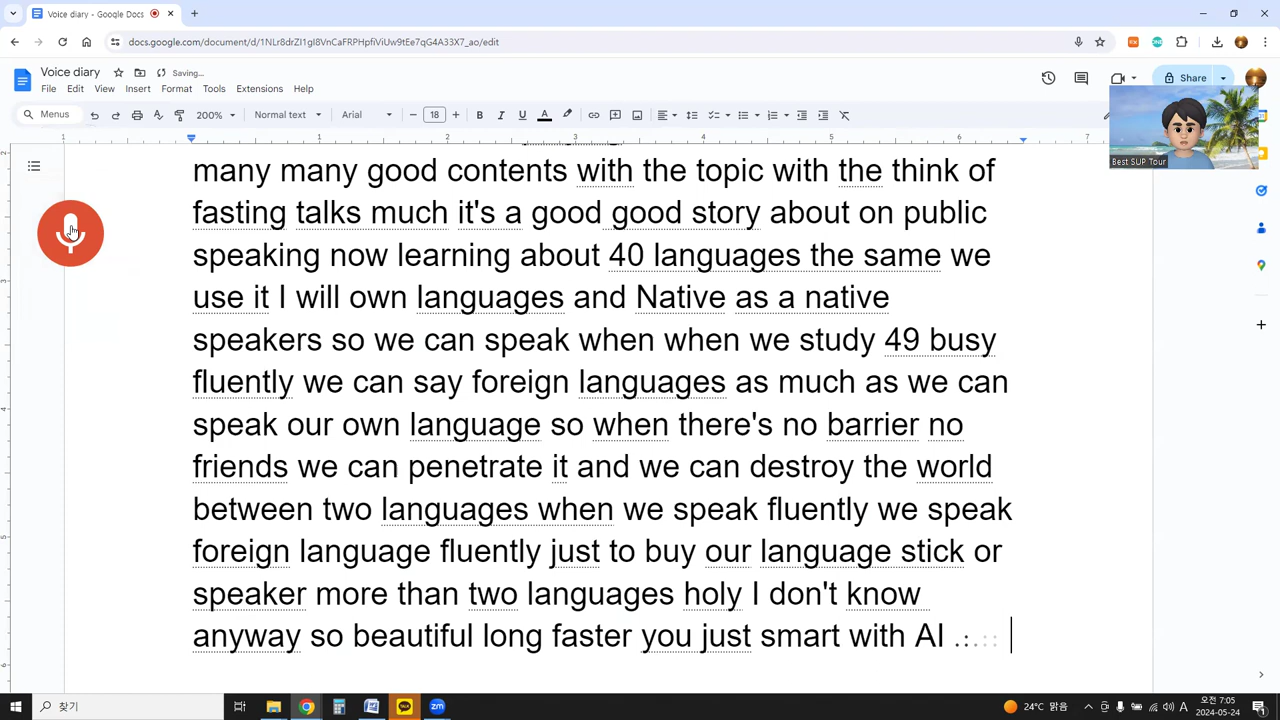 Voice diary - Google Docs
docs.google.com/document/d/1NLr8drZI1gI8VnCaFRPHpfiViUw9tEe7qG4A33X7_ao/edit
Voice diary
Saving...
File Edit View Insert Format Tools Extensions Help
Share
Menus
200%
Normal text
Arial
18
B I U A
1 1 2 3 4 5 6
Best SUP Tour
many many good contents with the topic with the think of
fasting talks much it's a good good story about on public
speaking now learning about 40 languages the same we
use it I will own languages and Native as a native
speakers so we can speak when when we study 49 busy
fluently we can say foreign languages as much as we can
speak our own language so when there's no barrier no
friends we can penetrate it and we can destroy the world
between two languages when we speak fluently we speak
foreign language fluently just to buy our language stick or
speaker more than two languages holy I don't know
anyway so beautiful long faster you just smart with AI
찾기
24°C 맑음
A
오전 7:05
2024-05-24